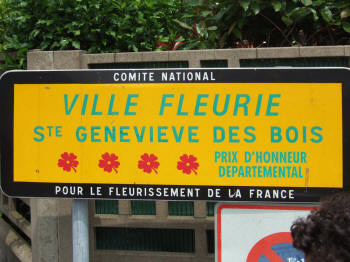 COMITE NATIONAL
VILLE FLEURIE
STE GENEVIEVE DES BOIS
PRIX D'HONNEUR
DEPARTEMENTAL
POUR LE FLEURISSEMENT DE LA FRANCE